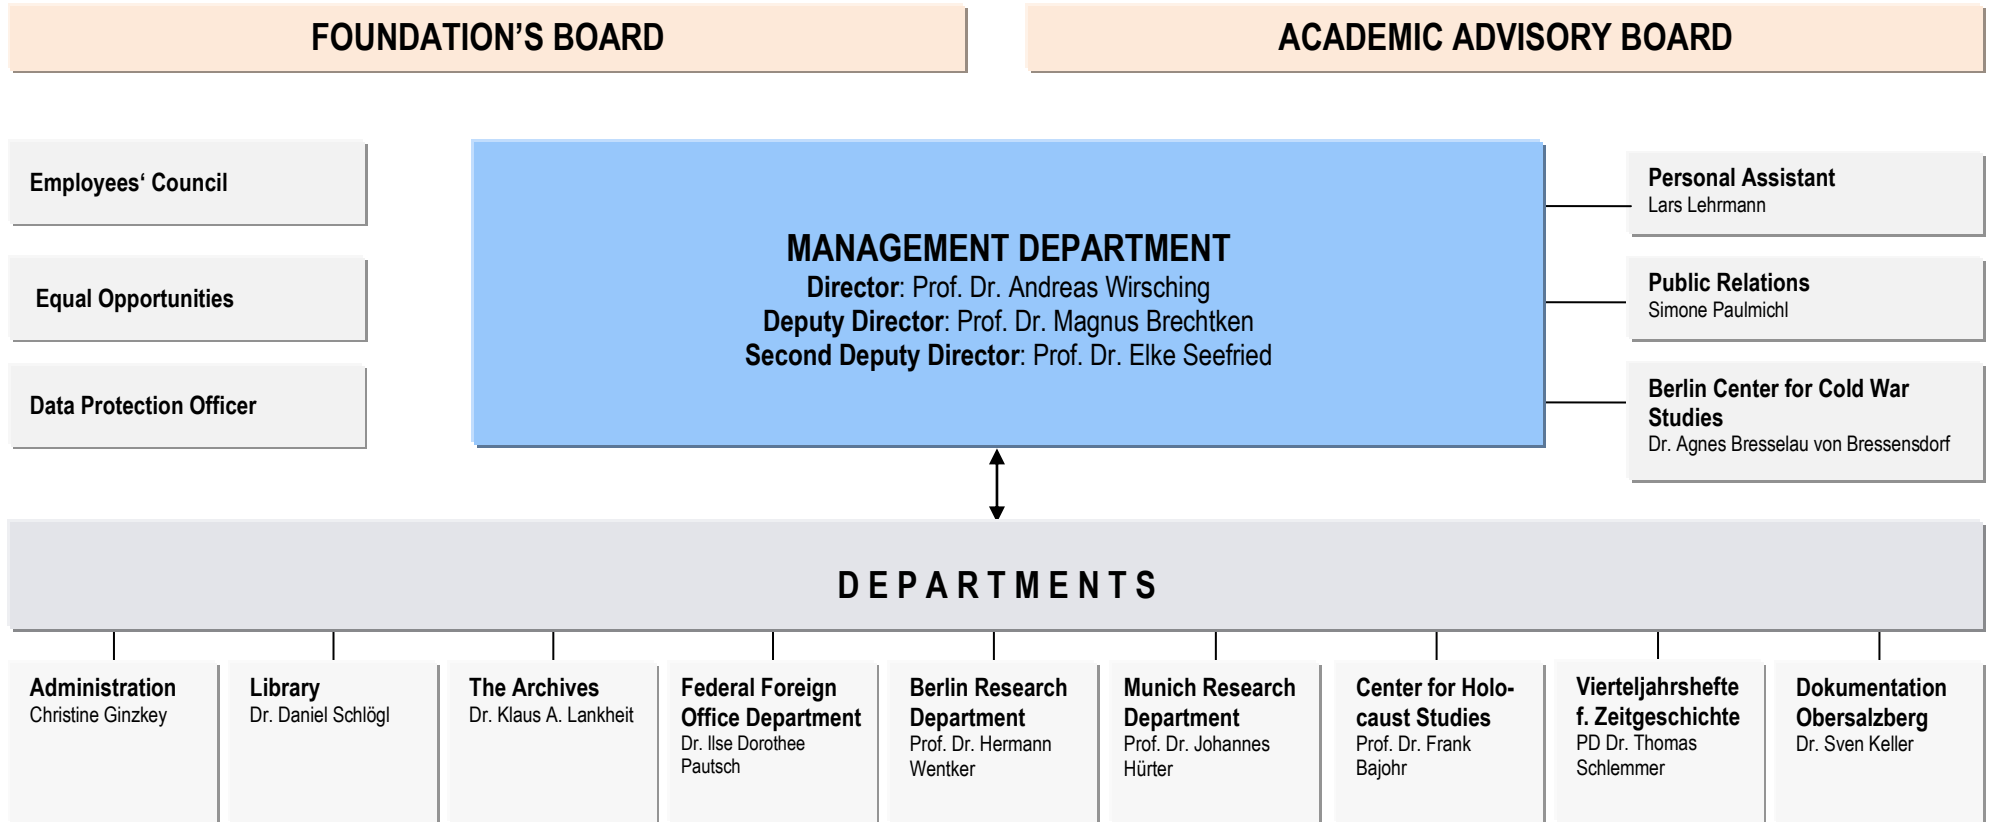 FOUNDATION’S BOARD
ACADEMIC ADVISORY BOARD
Employees‘ Council
Equal Opportunities
Data Protection Officer
MANAGEMENT DEPARTMENT
Director: Prof. Dr. Andreas Wirsching
Deputy Director: Prof. Dr. Magnus Brechtken
Second Deputy Director: Prof. Dr. Elke Seefried
Personal Assistant
Lars Lehrmann
Public Relations
Simone Paulmichl
Berlin Center for Cold War
Studies
Dr. Agnes Bresselau von Bressensdorf
DEPARTMENTS
Administration
Christine Ginzkey
Library
Dr. Daniel Schlögl
The Archives
Dr. Klaus A. Lankheit
Federal Foreign
Office Department
Dr. Ilse Dorothee
Pautsch
Berlin Research
Department
Prof. Dr. Hermann
Wentker
Munich Research
Department
Prof. Dr. Johannes
Hürter
Center for Holo-
caust Studies
Prof. Dr. Frank
Bajohr
Vierteljahrshefte
f. Zeitgeschichte
PD Dr. Thomas
Schlemmer
Dokumentation
Obersalzberg
Dr. Sven Keller